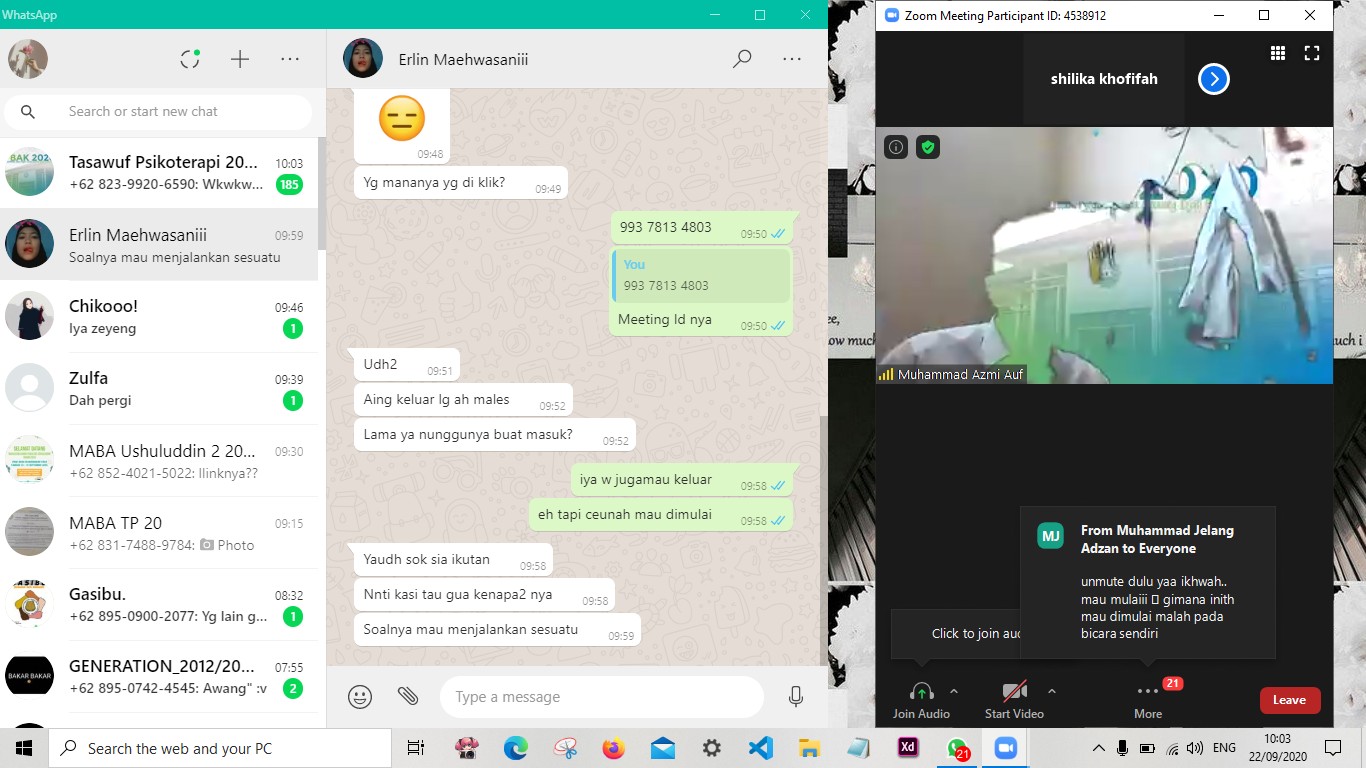 WhatsApp
Search or start new chat
Tasawuf Psikoterapi 20...
10:03
+62 823-9920-6590: Wkwkw...
185
Erlin Maehwasaniii
09:59
Soalnya mau menjalankan sesuatu
Chikooo!
09:46
Iya zeyeng
1
Zulfa
09:39
Dah pergi
1
MABA Ushuluddin 2 20...
09:30
+62 852-4021-5022: Ilinknya??
MABA TP 20
09:15
+62 831-7488-9784: Photo
Gasibu.
08:32
+62 895-0900-2077: Yg lain g...
1
BAKAR BAKAR
GENERATION_2012/20...
07:55
+62 895-0742-4545: Awang" :v
2
Erlin Maehwasaniii
09:48
Yg mananya yg di klik?
09:49
993 7813 4803
09:50
You
993 7813 4803
Meeting Id nya
09:50
Udh2
09:51
Aing keluar lg ah males
09:52
Lama ya nunggunya buat masuk?
09:52
iya w jugamau keluar
09:58
eh tapi ceunah mau dimulai
09:58
Yaudh sok sia ikutan
09:58
Nnti kasi tau gua kenapa2 nya
09:58
Soalnya mau menjalankan sesuatu
09:59
Type a message
Zoom Meeting Participant ID: 4538912
shilika khofifah
2020
Muhammad Azmi Auf
MJ
From Muhammad Jelang
Adzan to Everyone
unmute dulu yaa ikhwah..
mau mulaiii gimana inith
mau dimulai malah pada
bicara sendiri
Click to join aud
Join Audio
Start Video
21
More
Leave
Search the web and your PC
Xd
21
ENG
10:03
22/09/2020